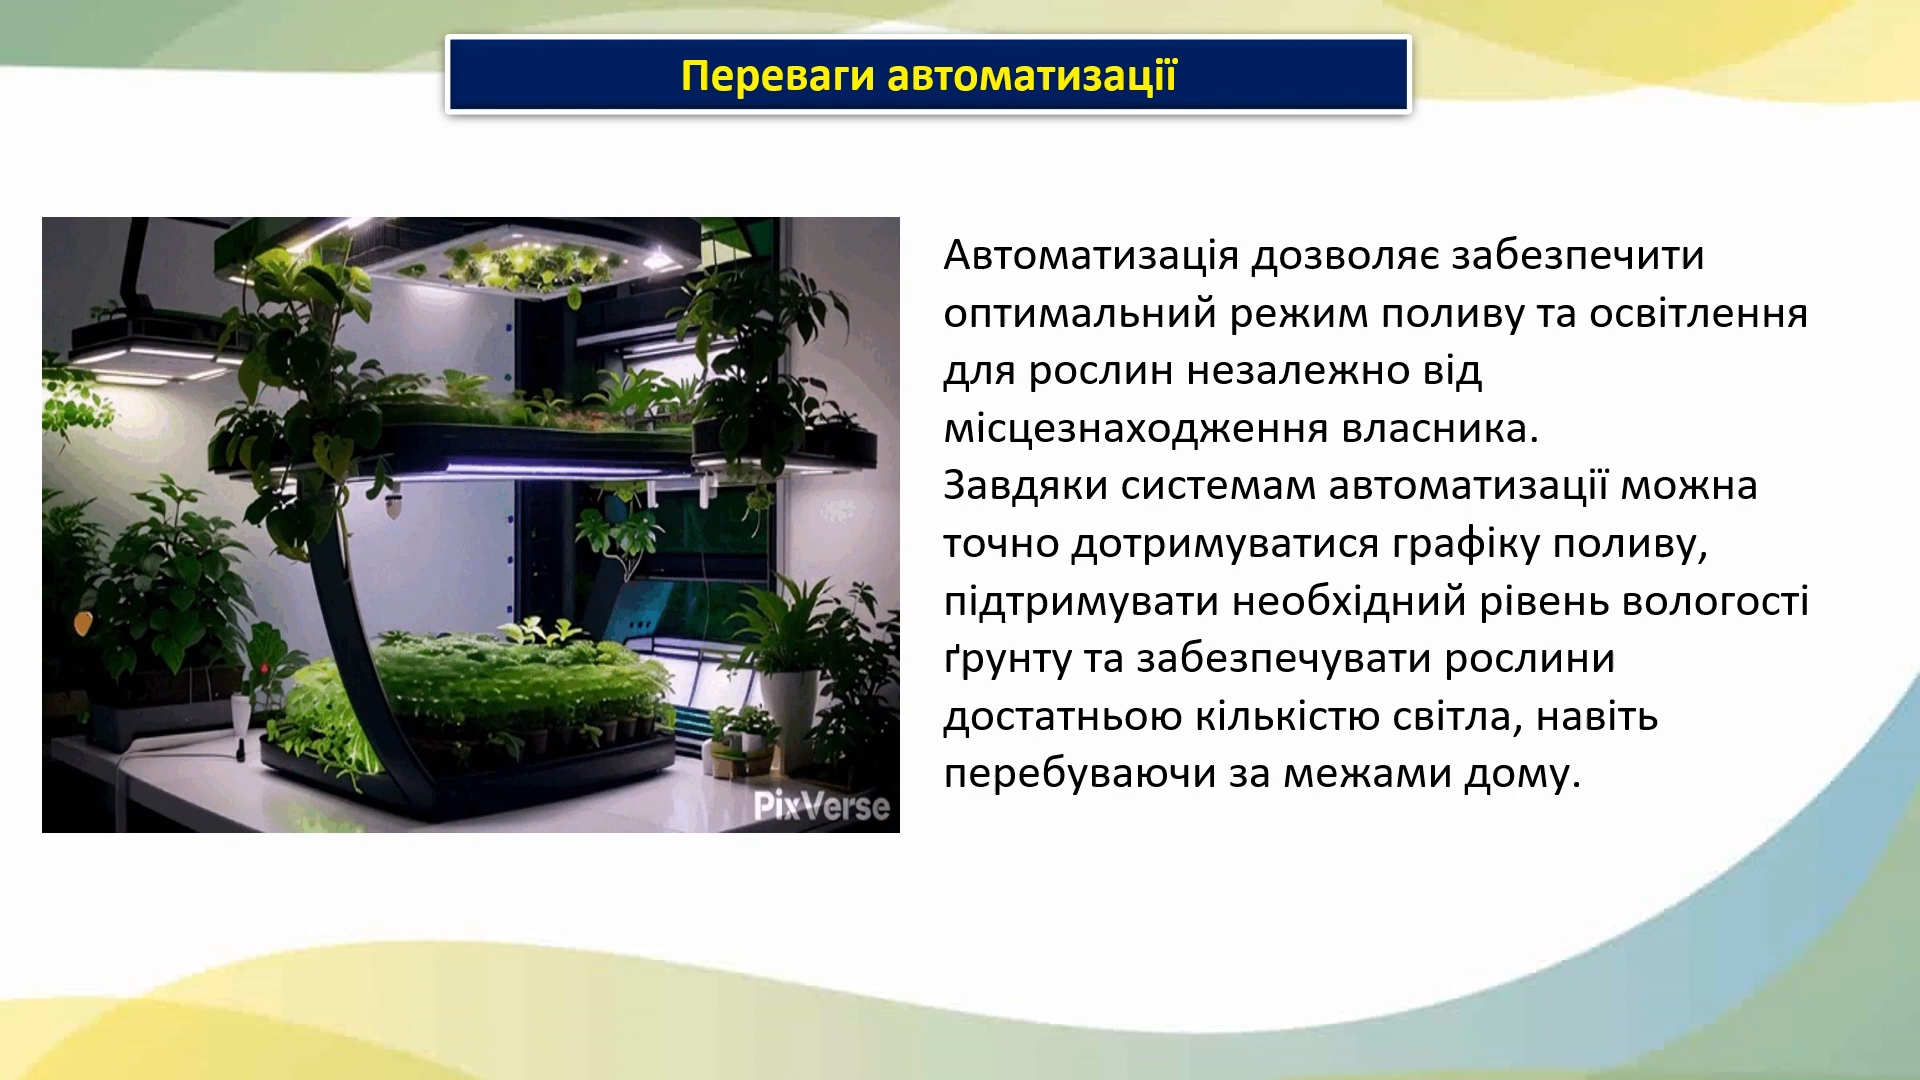 Переваги автоматизації
Автоматизація дозволяє забезпечити
оптимальний режим поливу та освітлення
для рослин незалежно від
місцезнаходження власника.
Завдяки системам автоматизації можна
точно дотримуватися графіку поливу,
підтримувати необхідний рівень вологості
ґрунту та забезпечувати рослини
достатньою кількістю світла, навіть
перебуваючи за межами дому.
PixVerse